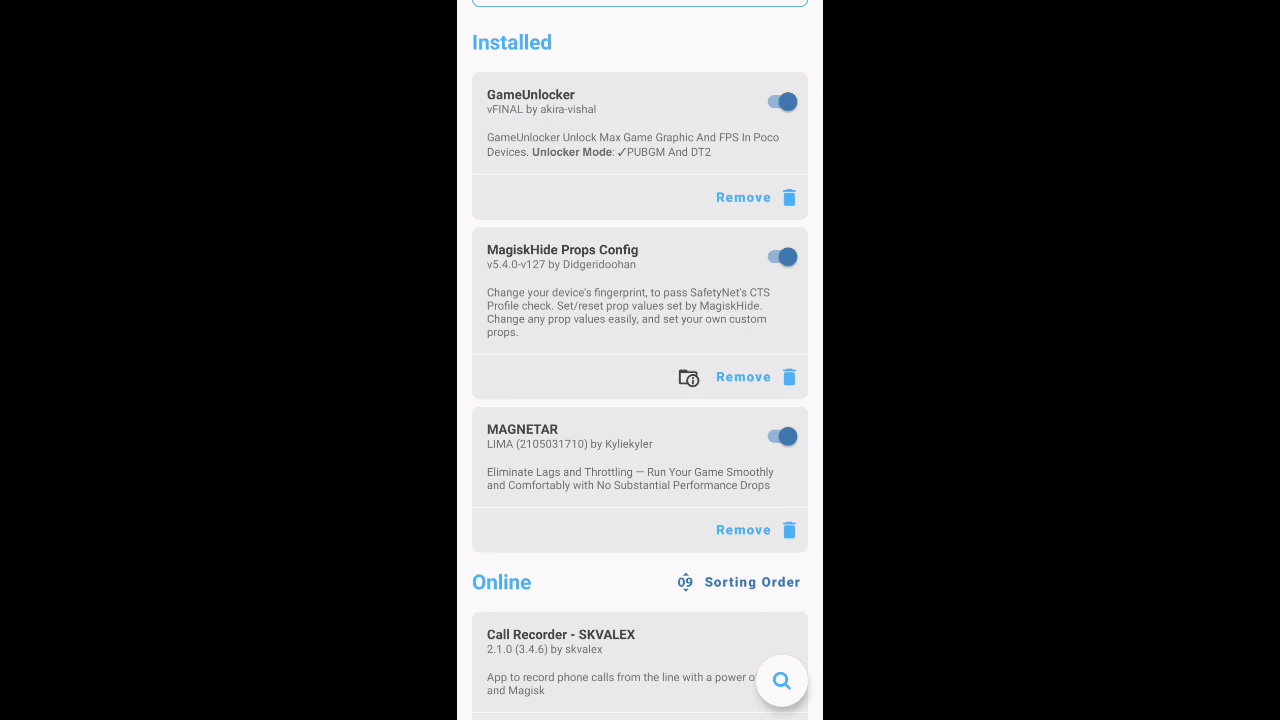 Installed
GameUnlocker
vFINAL by akira-vishal
GameUnlocker Unlock Max Game Graphic And FPS In Poco
Devices. Unlocker Mode: ✓PUBGM And DT2
Remove
MagiskHide Props Config
v5.4.0-v127 by Didgeridoohan
Change your device's fingerprint, to pass SafetyNet's CTS
Profile check. Set/reset prop values set by MagiskHide.
Change any prop values easily, and set your own custom
props.
Remove
MAGNETAR
LIMA (2105031710) by Kyliekyler
Eliminate Lags and Throttling — Run Your Game Smoothly
and Comfortably with No Substantial Performance Drops
Remove
Online
09 Sorting Order
Call Recorder - SKVALEX
2.1.0 (3.4.6) by skvalex
App to record phone calls from the line with a power
and Magisk